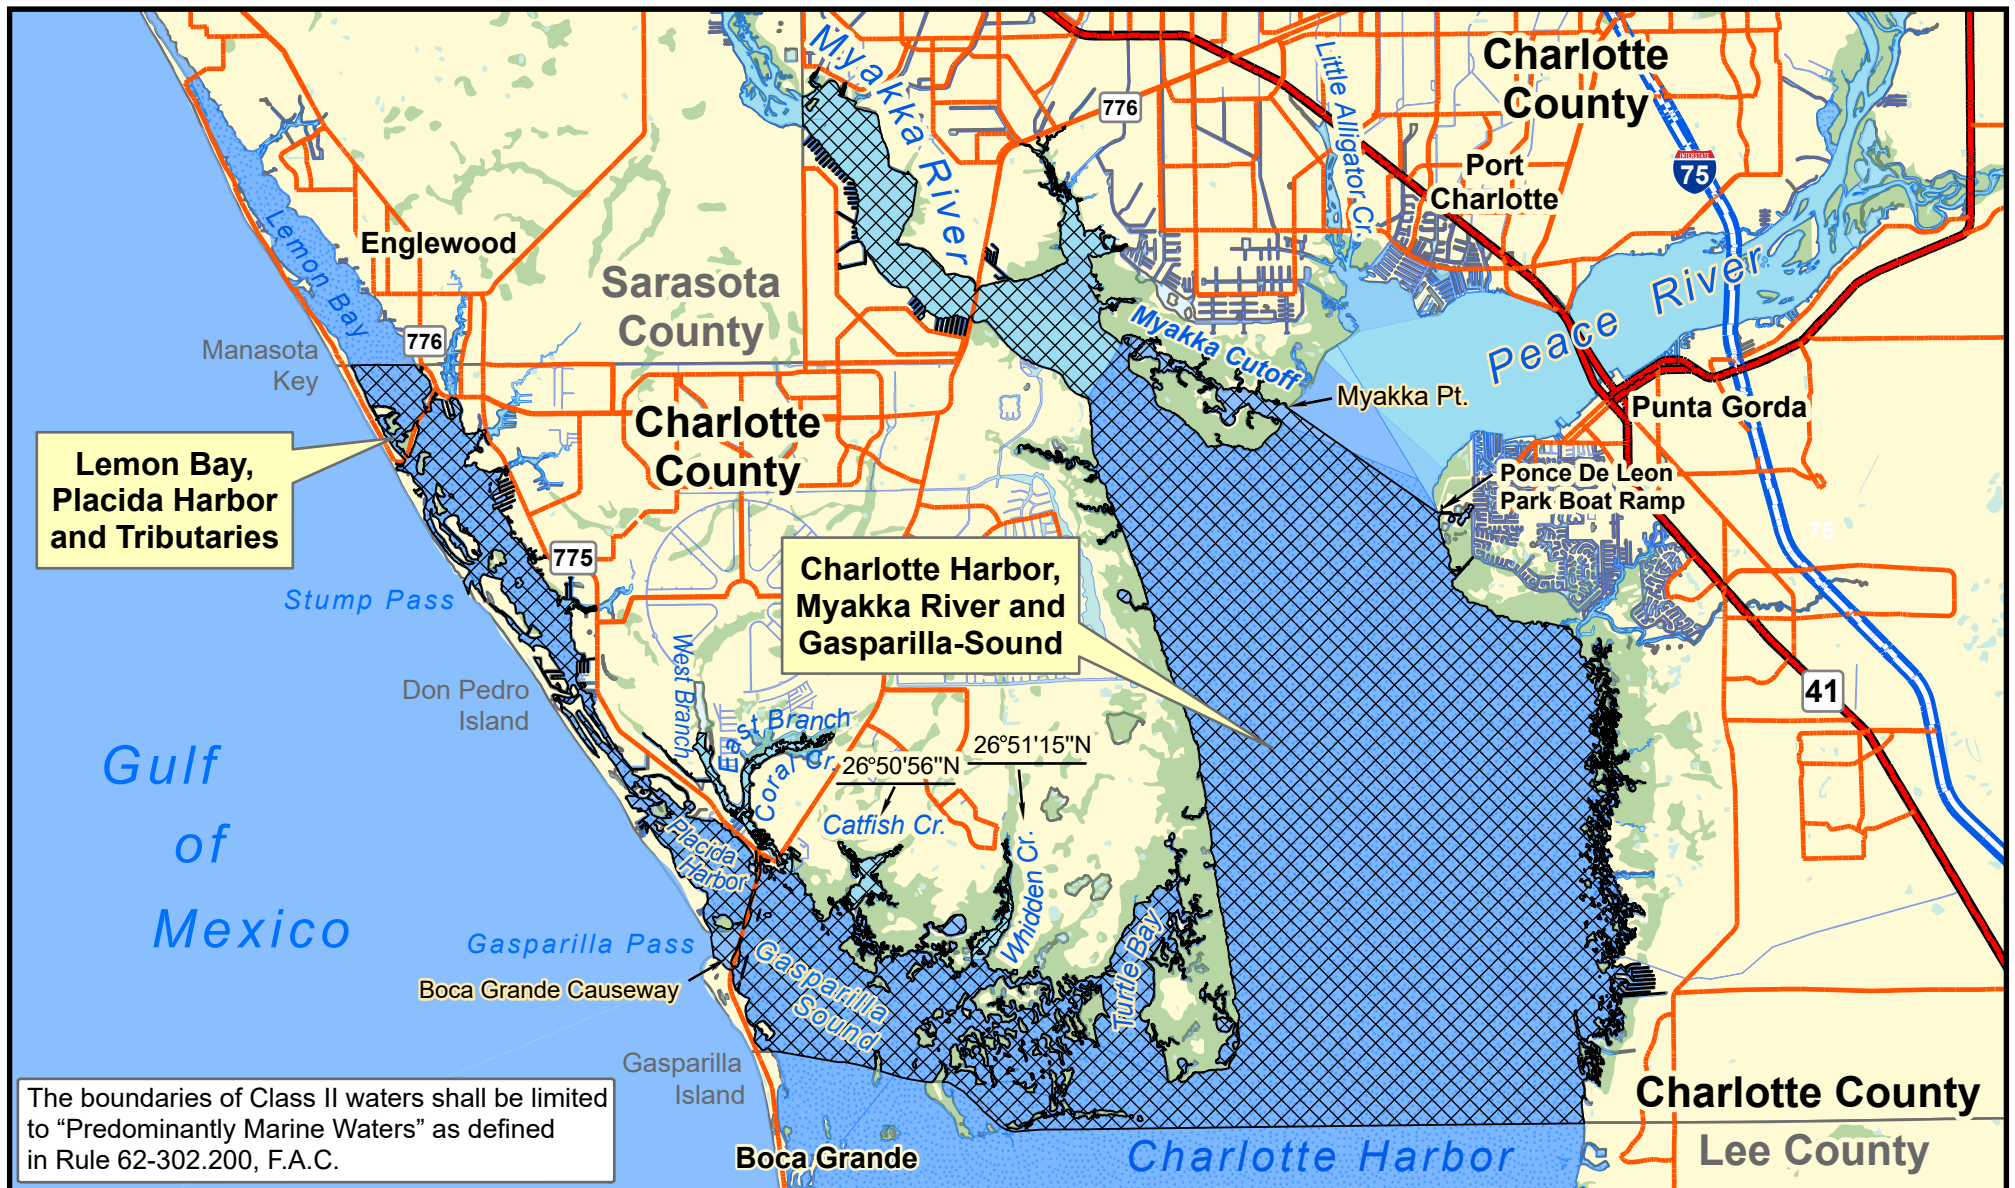 Myakka River
776
Little Alligator Cr.
Charlotte
County
INTERSTATE
75
Port
Charlotte
Lemon Bay
Englewood
Sarasota
County
Peace River
Manasota
Key
776
Myakka Cutoff
Myakka Pt.
Punta Gorda
Charlotte
County
Lemon Bay,
Placida Harbor
and Tributaries
Ponce De Leon
Park Boat Ramp
75
775
Charlotte Harbor,
Myakka River and
Gasparilla-Sound
Stump Pass
West Branch
Don Pedro
Island
41
East Branch
Coral Cr.
26°51'15"N
26°50'56"N
Catfish Cr.
Gulf
of
Mexico
Placida
Harbor
Whidden Cr.
Turtle Bay
Gasparilla Pass
Boca Grande Causeway
Gasparilla
Sound
Gasparilla
Island
The boundaries of Class II waters shall be limited
to “Predominantly Marine Waters” as defined
in Rule 62-302.200, F.A.C.
Charlotte County
Lee County
Boca Grande
Charlotte Harbor